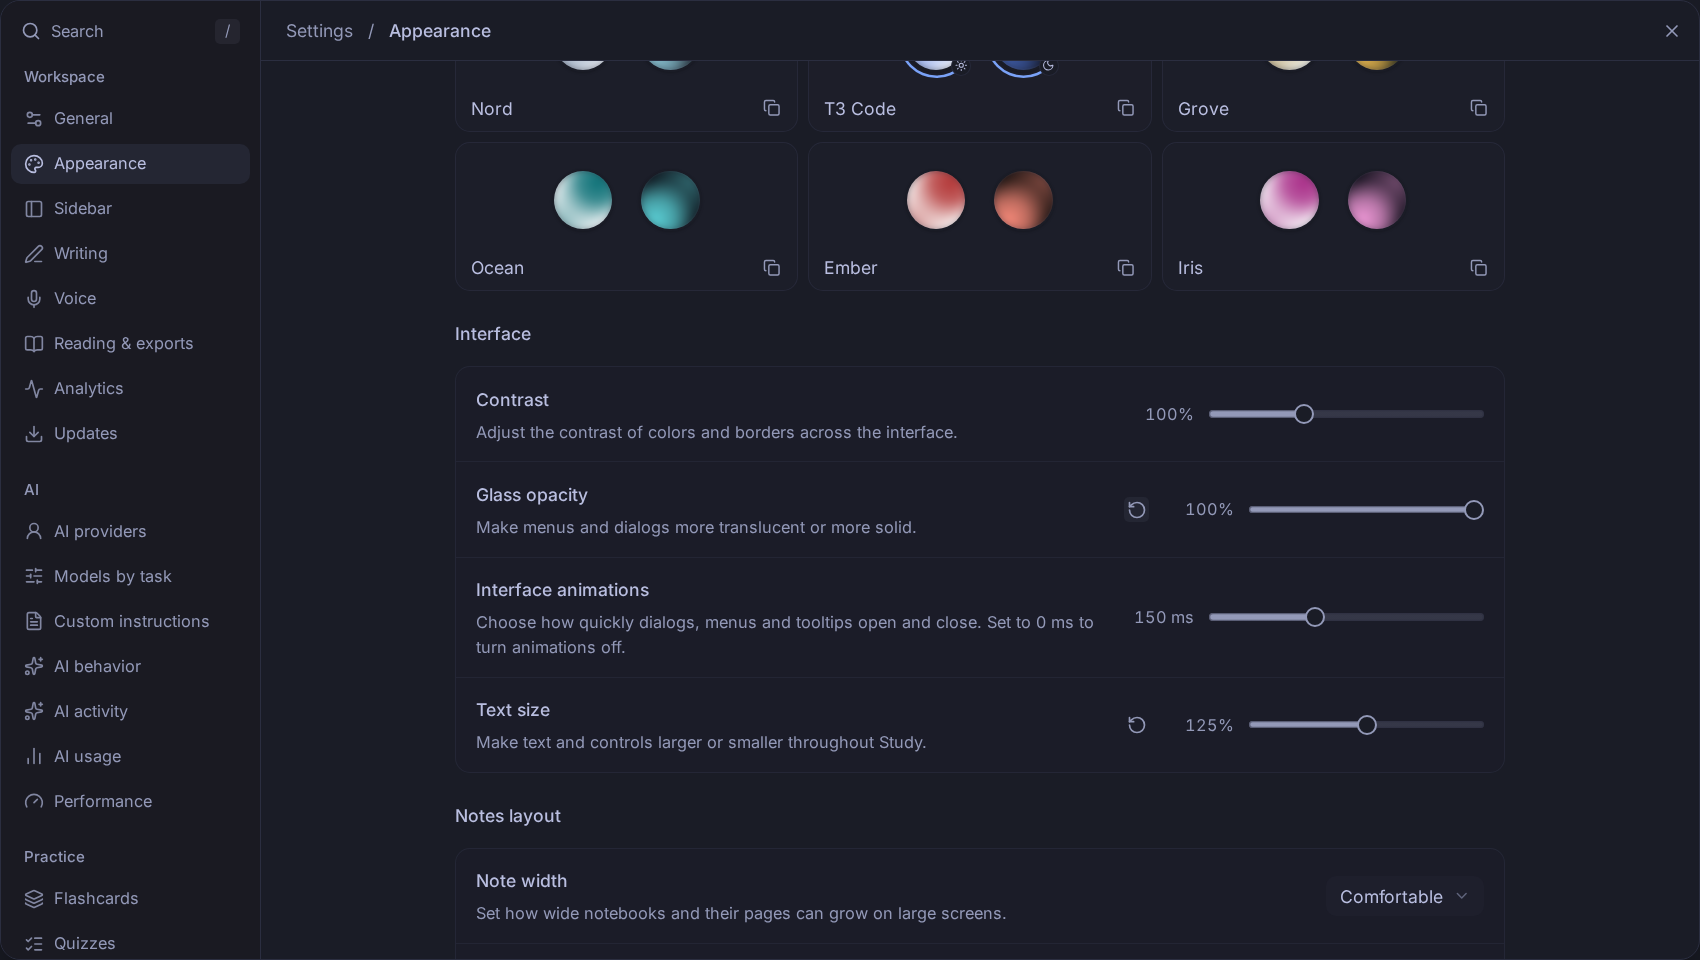 Search /
Settings / Appearance
Workspace
General
Appearance
Sidebar
Writing
Voice
Reading & exports
Analytics
Updates
AI
AI providers
Models by task
Custom instructions
AI behavior
AI activity
AI usage
Performance
Practice
Flashcards
Quizzes
Nord
T3 Code
Grove
Ocean
Ember
Iris
Interface
Contrast
Adjust the contrast of colors and borders across the interface.
100%
Glass opacity
Make menus and dialogs more translucent or more solid.
100%
Interface animations
Choose how quickly dialogs, menus and tooltips open and close. Set to 0 ms to
turn animations off.
150 ms
Text size
Make text and controls larger or smaller throughout Study.
125%
Notes layout
Note width
Set how wide notebooks and their pages can grow on large screens.
Comfortable